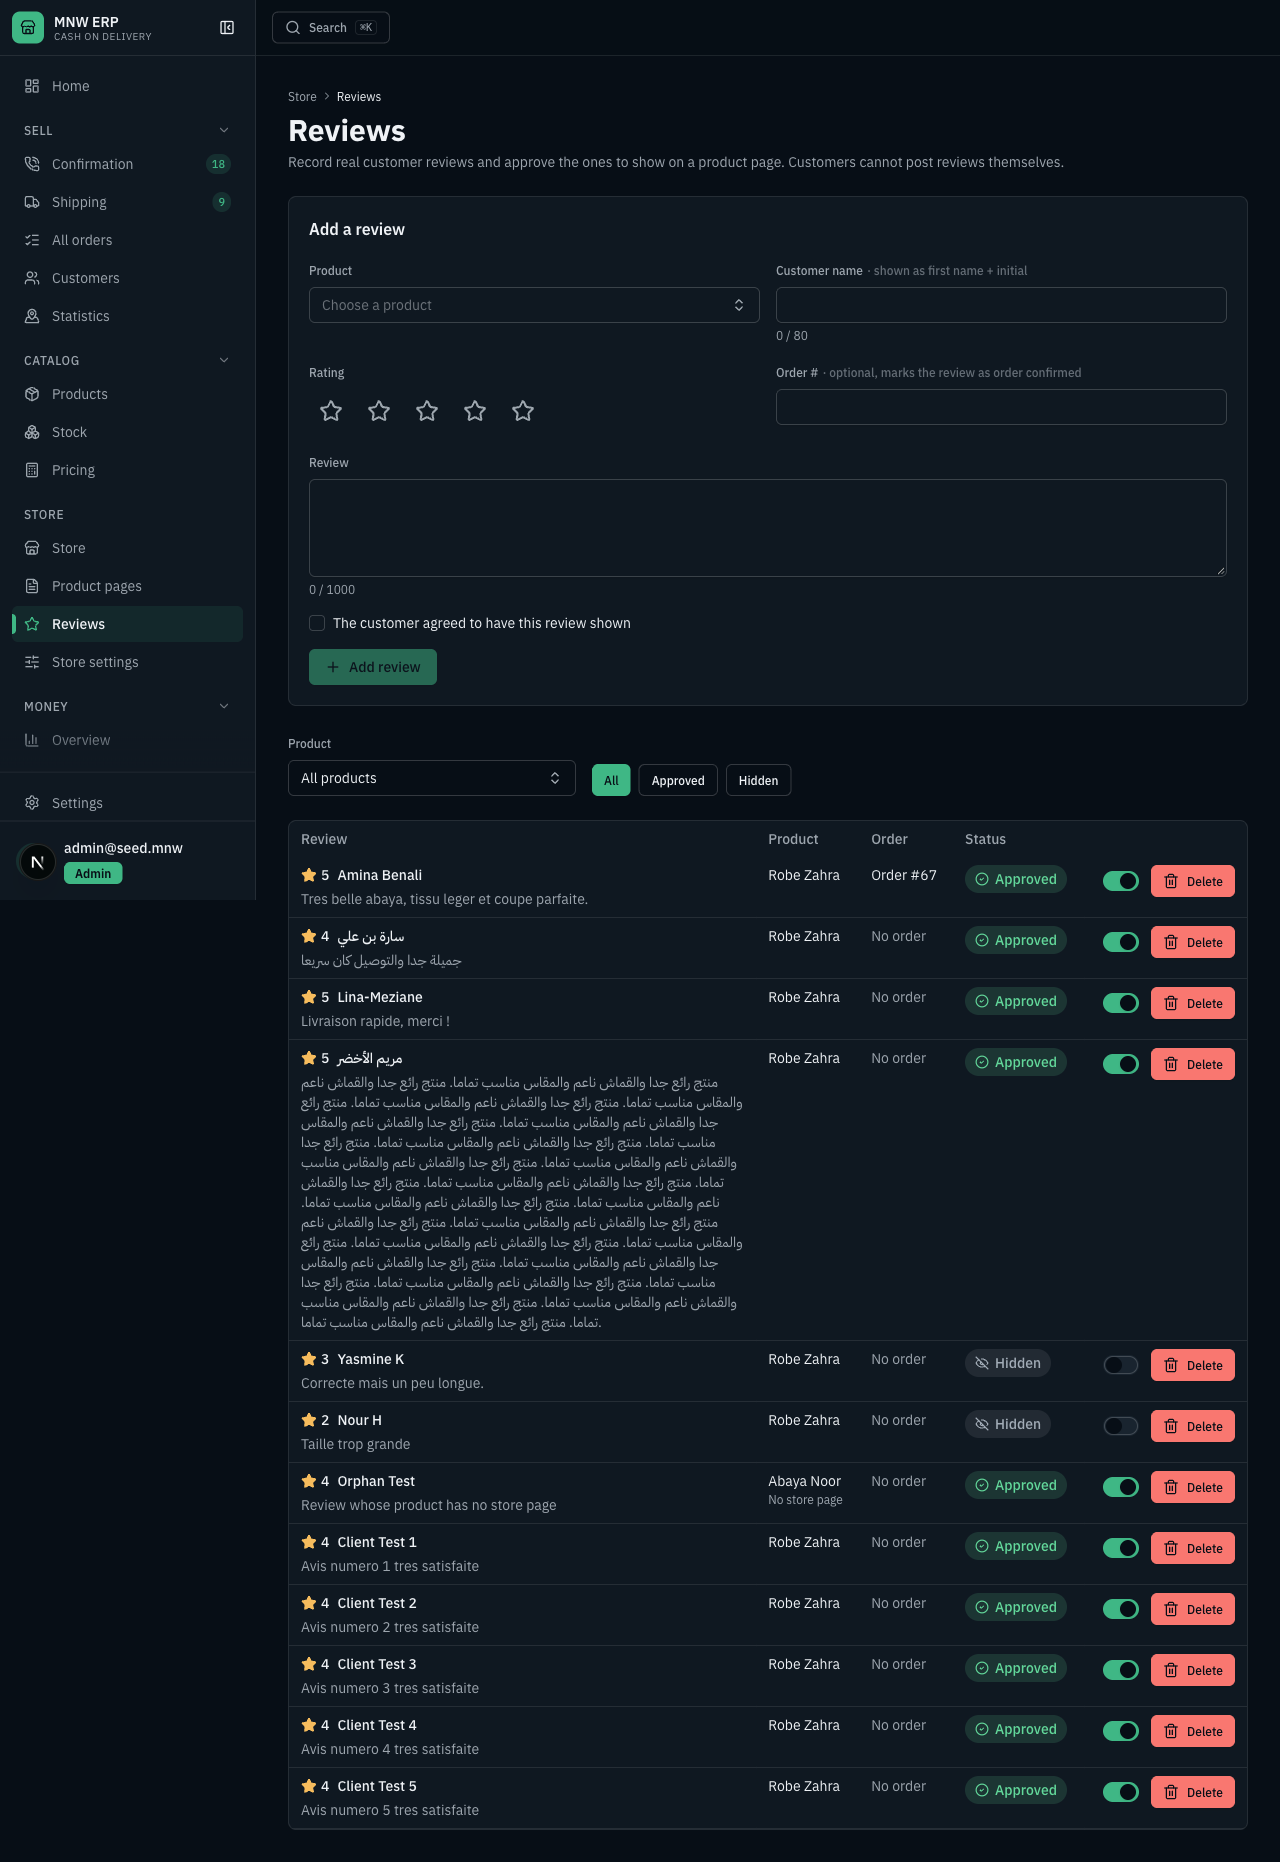 MNW ERP
CASH ON DELIVERY
Search ⌘K
Home
SELL
Confirmation 18
Shipping 9
All orders
Customers
Statistics
CATALOG
Products
Stock
Pricing
STORE
Store
Product pages
Reviews
Store settings
MONEY
Overview
Settings
N
admin@seed.mnw
Admin
Store > Reviews
Reviews
Record real customer reviews and approve the ones to show on a product page. Customers cannot post reviews themselves.
Add a review
Product
Choose a product
Customer name · shown as first name + initial
0 / 80
Rating
Order # · optional, marks the review as order confirmed
Review
0 / 1000
The customer agreed to have this review shown
+ Add review
Product
All products
All Approved Hidden
Review Product Order Status
5 Amina Benali Robe Zahra Order #67 Approved Delete
Tres belle abaya, tissu leger et coupe parfaite.
4 سارة بن علي Robe Zahra No order Approved Delete
جميلة جدا والتوصيل كان سريعا
5 Lina-Meziane Robe Zahra No order Approved Delete
Livraison rapide, merci !
5 مريم الأخضر Robe Zahra No order Approved Delete
منتج رائع جدا والقماش ناعم والمقاس مناسب تماما. منتج رائع جدا والقماش ناعم
والمقاس مناسب تماما. منتج رائع جدا والقماش ناعم والمقاس مناسب تماما. منتج رائع
جدا والقماش ناعم والمقاس مناسب تماما. منتج رائع جدا والقماش ناعم والمقاس
مناسب تماما. منتج رائع جدا والقماش ناعم والمقاس مناسب تماما. منتج رائع جدا
والقماش ناعم والمقاس مناسب تماما. منتج رائع جدا والقماش ناعم والمقاس مناسب
تماما. منتج رائع جدا والقماش ناعم والمقاس مناسب تماما. منتج رائع جدا والقماش
ناعم والمقاس مناسب تماما. منتج رائع جدا والقماش ناعم والمقاس مناسب تماما.
منتج رائع جدا والقماش ناعم والمقاس مناسب تماما. منتج رائع جدا والقماش ناعم
والمقاس مناسب تماما. منتج رائع جدا والقماش ناعم والمقاس مناسب تماما. منتج رائع
جدا والقماش ناعم والمقاس مناسب تماما. منتج رائع جدا والقماش ناعم والمقاس
مناسب تماما. منتج رائع جدا والقماش ناعم والمقاس مناسب تماما. منتج رائع جدا
والقماش ناعم والمقاس مناسب تماما. منتج رائع جدا والقماش ناعم والمقاس مناسب
تماما. منتج رائع جدا والقماش ناعم والمقاس مناسب تماما.
3 Yasmine K Robe Zahra No order Hidden Delete
Correcte mais un peu longue.
2 Nour H Robe Zahra No order Hidden Delete
Taille trop grande
4 Orphan Test Abaya Noor No order Approved Delete
No store page
Review whose product has no store page
4 Client Test 1 Robe Zahra No order Approved Delete
Avis numero 1 tres satisfaite
4 Client Test 2 Robe Zahra No order Approved Delete
Avis numero 2 tres satisfaite
4 Client Test 3 Robe Zahra No order Approved Delete
Avis numero 3 tres satisfaite
4 Client Test 4 Robe Zahra No order Approved Delete
Avis numero 4 tres satisfaite
4 Client Test 5 Robe Zahra No order Approved Delete
Avis numero 5 tres satisfaite